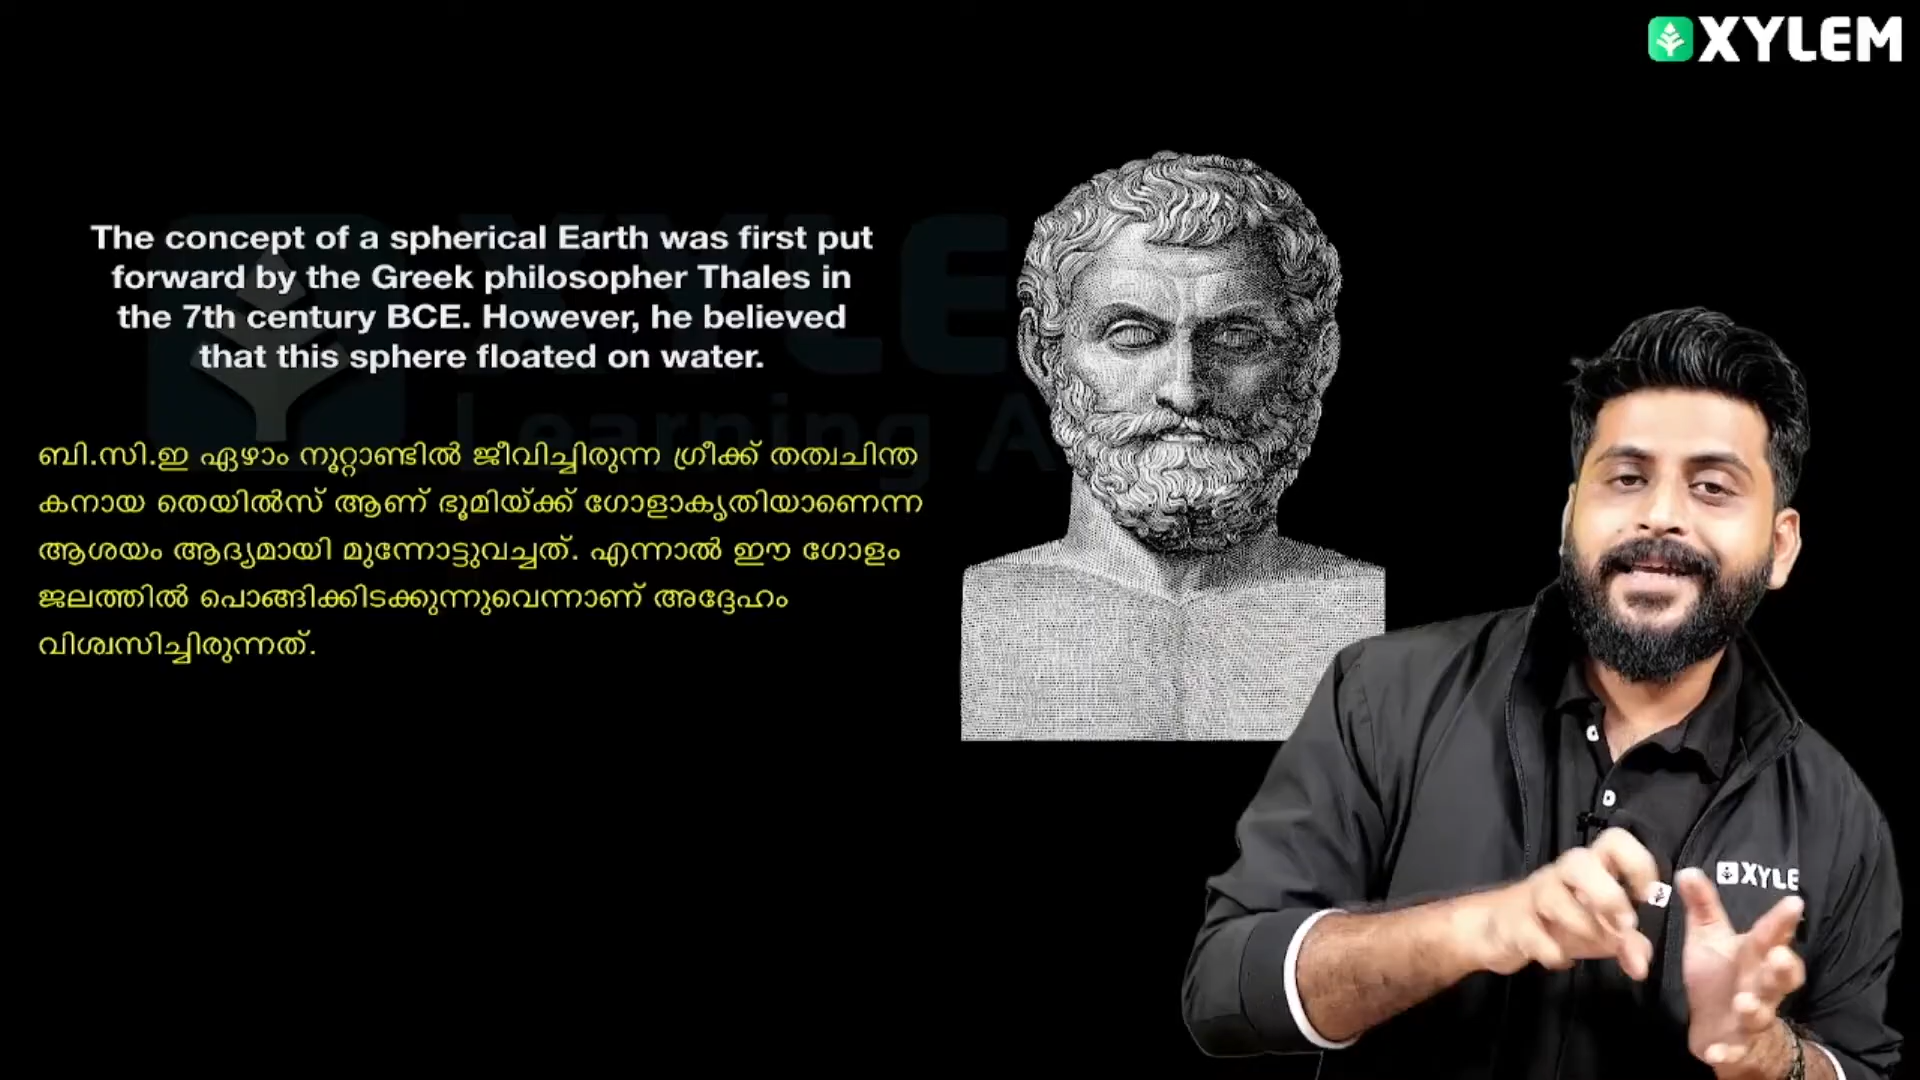 XYLEM
The concept of a spherical Earth was first put
forward by the Greek philosopher Thales in
the 7th century BCE. However, he believed
that this sphere floated on water.
ബി.സി.ഇ ഏഴാം നൂറ്റാണ്ടിൽ ജീവിച്ചിരുന്ന ഗ്രീക്ക് തത്വചിന്ത
കനായ തെയിൽസ് ആണ് ഭൂമിയ്ക്ക് ഗോളാകൃതിയാണെന്ന
ആശയം ആദ്യമായി മുന്നോട്ടുവച്ചത്. എന്നാൽ ഈ ഗോളം
ജലത്തിൽ പൊങ്ങിക്കിടക്കുന്നുവെന്നാണ് അദ്ദേഹം
വിശ്വസിച്ചിരുന്നത്.
XYLE
Learning A
XYLE